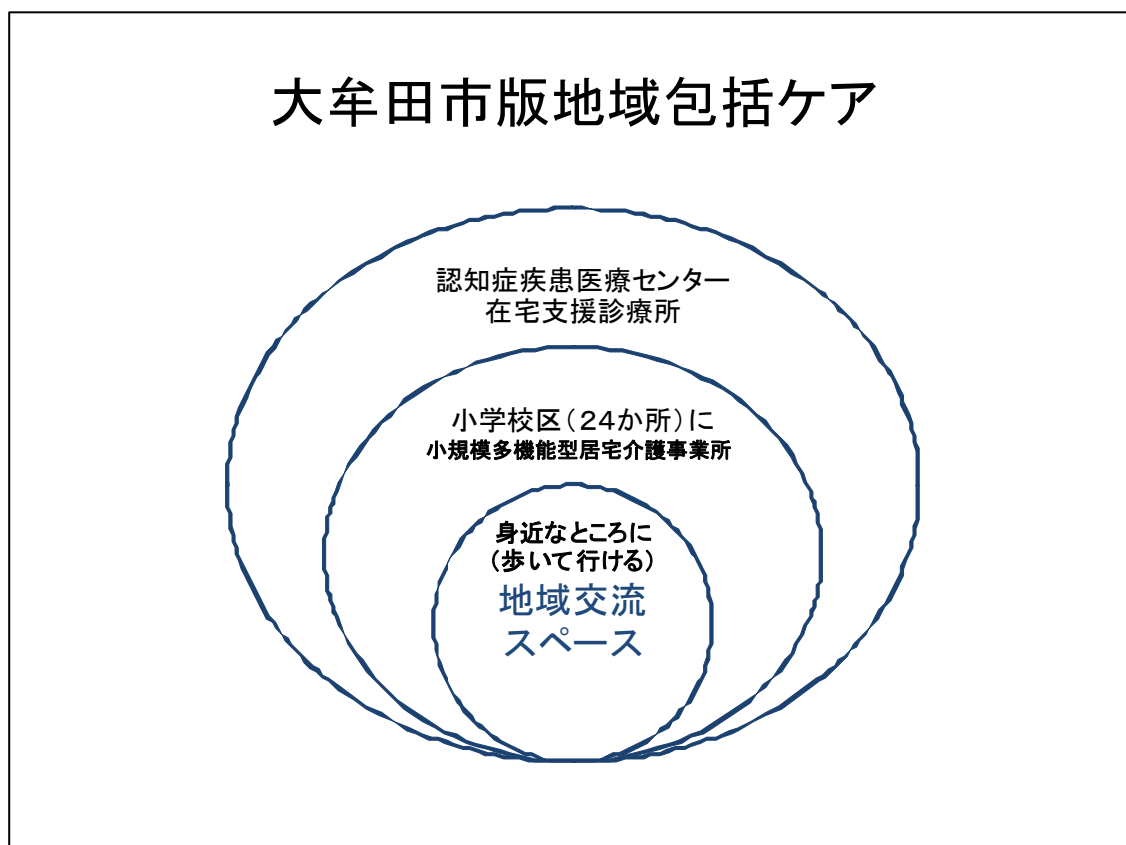 大牟田市版地域包括ケア
認知症疾患医療センター
在宅支援診療所
小学校区（２４か所）に
小規模多機能型居宅介護事業所
身近なところに
（歩いて行ける）
地域交流
スペース